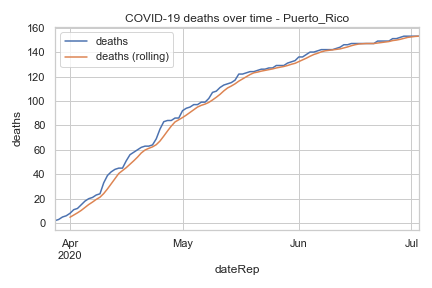 COVID-19 deaths over time - Puerto_Rico
deaths
deaths (rolling)
deaths
160
140
120
100
80
60
40
20
0
Apr
2020
May
Jun
Jul
dateRep